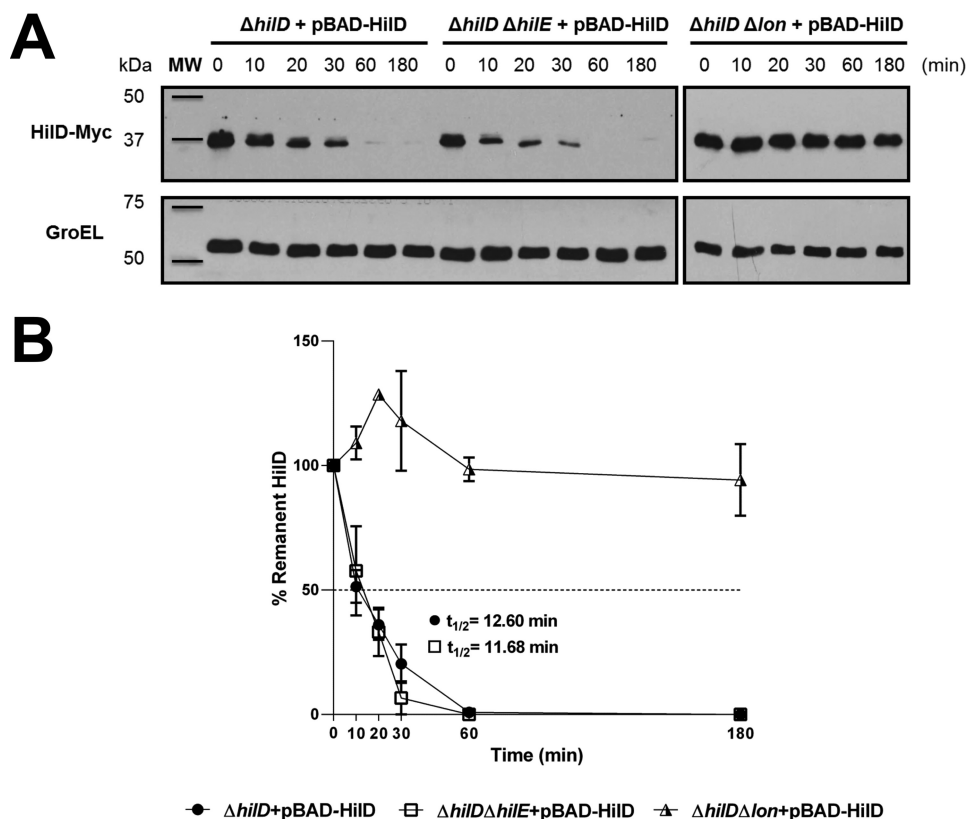 A
ΔhilD + pBAD-HilD ΔhilD ΔhilE + pBAD-HilD ΔhilD Δlon + pBAD-HilD
kDa MW 0 10 20 30 60 180 0 10 20 30 60 180 0 10 20 30 60 180 (min)
50
HilD-Myc 37
75
GroEL
50
B
150
100
50
0
% Remanent HilD
t1/2= 12.60 min
t1/2= 11.68 min
0 10 20 30 60 180
Time (min)
ΔhilD+pBAD-HilD ΔhilDΔhilE+pBAD-HilD ΔhilDΔlon+pBAD-HilD